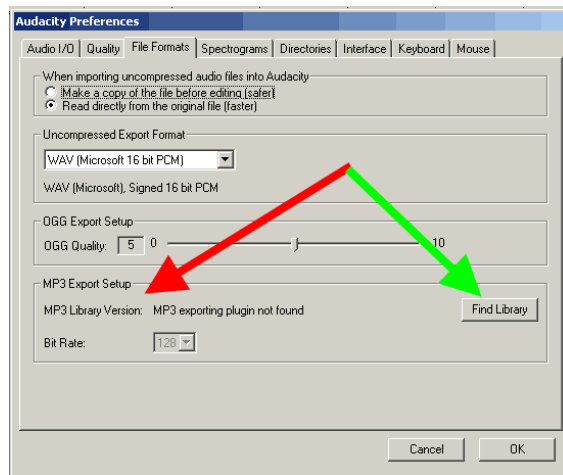 Audacity Preferences
Audio I/O Quality File Formats Spectrograms Directories Interface Keyboard Mouse
When importing uncompressed audio files into Audacity
Make a copy of the file before editing (safer)
Read directly from the original file (faster)
Uncompressed Export Format
WAV (Microsoft 16 bit PCM)
WAV (Microsoft), Signed 16 bit PCM
OGG Export Setup
OGG Quality: 5 0 10
MP3 Export Setup
MP3 Library Version: MP3 exporting plugin not found Find Library
Bit Rate: 128
Cancel OK